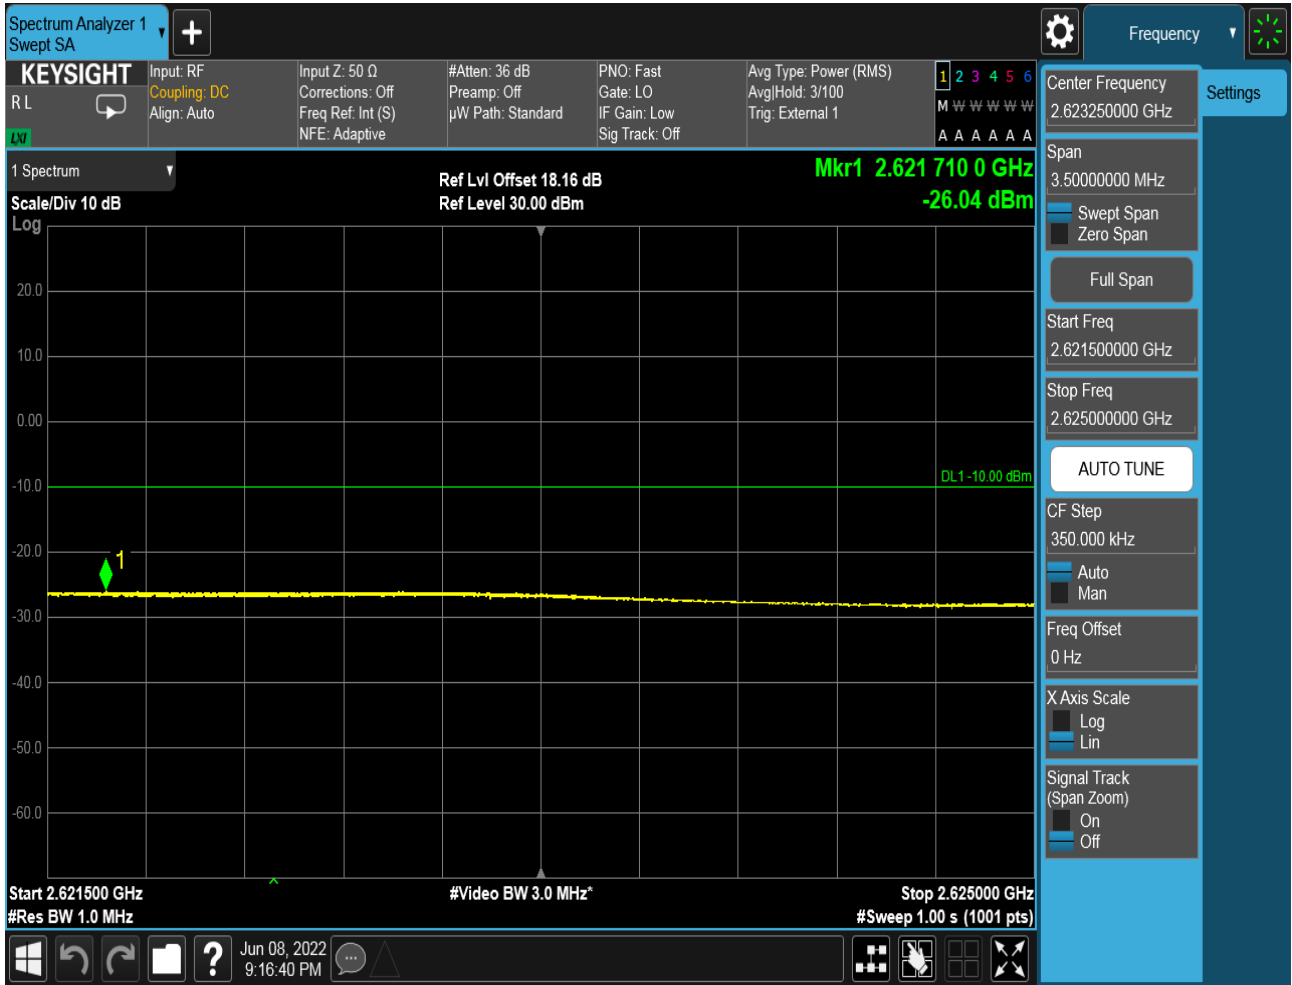 Spectrum Analyzer 1
Swept SA
+
Frequency
KEYSIGHT
R L
LXI
Input: RF
Coupling: DC
Align: Auto
Input Z: 50 Ω
Corrections: Off
Freq Ref: Int (S)
NFE: Adaptive
#Atten: 36 dB
Preamp: Off
µW Path: Standard
PNO: Fast
Gate: LO
IF Gain: Low
Sig Track: Off
Avg Type: Power (RMS)
Avg|Hold: 3/100
Trig: External 1
1 2 3 4 5 6
M W W W W W
A A A A A A
1 Spectrum
Scale/Div 10 dB
Log
Ref Lvl Offset 18.16 dB
Ref Level 30.00 dBm
Mkr1 2.621 710 0 GHz
-26.04 dBm
20.0
10.0
0.00
-10.0
-20.0
-30.0
-40.0
-50.0
-60.0
DL1 -10.00 dBm
1
Start 2.621500 GHz
#Res BW 1.0 MHz
#Video BW 3.0 MHz*
Stop 2.625000 GHz
#Sweep 1.00 s (1001 pts)
?
Jun 08, 2022
9:16:40 PM
Center Frequency
2.623250000 GHz
Span
3.50000000 MHz
Swept Span
Zero Span
Full Span
Start Freq
2.621500000 GHz
Stop Freq
2.625000000 GHz
AUTO TUNE
CF Step
350.000 kHz
Auto
Man
Freq Offset
0 Hz
X Axis Scale
Log
Lin
Signal Track
(Span Zoom)
On
Off
Settings